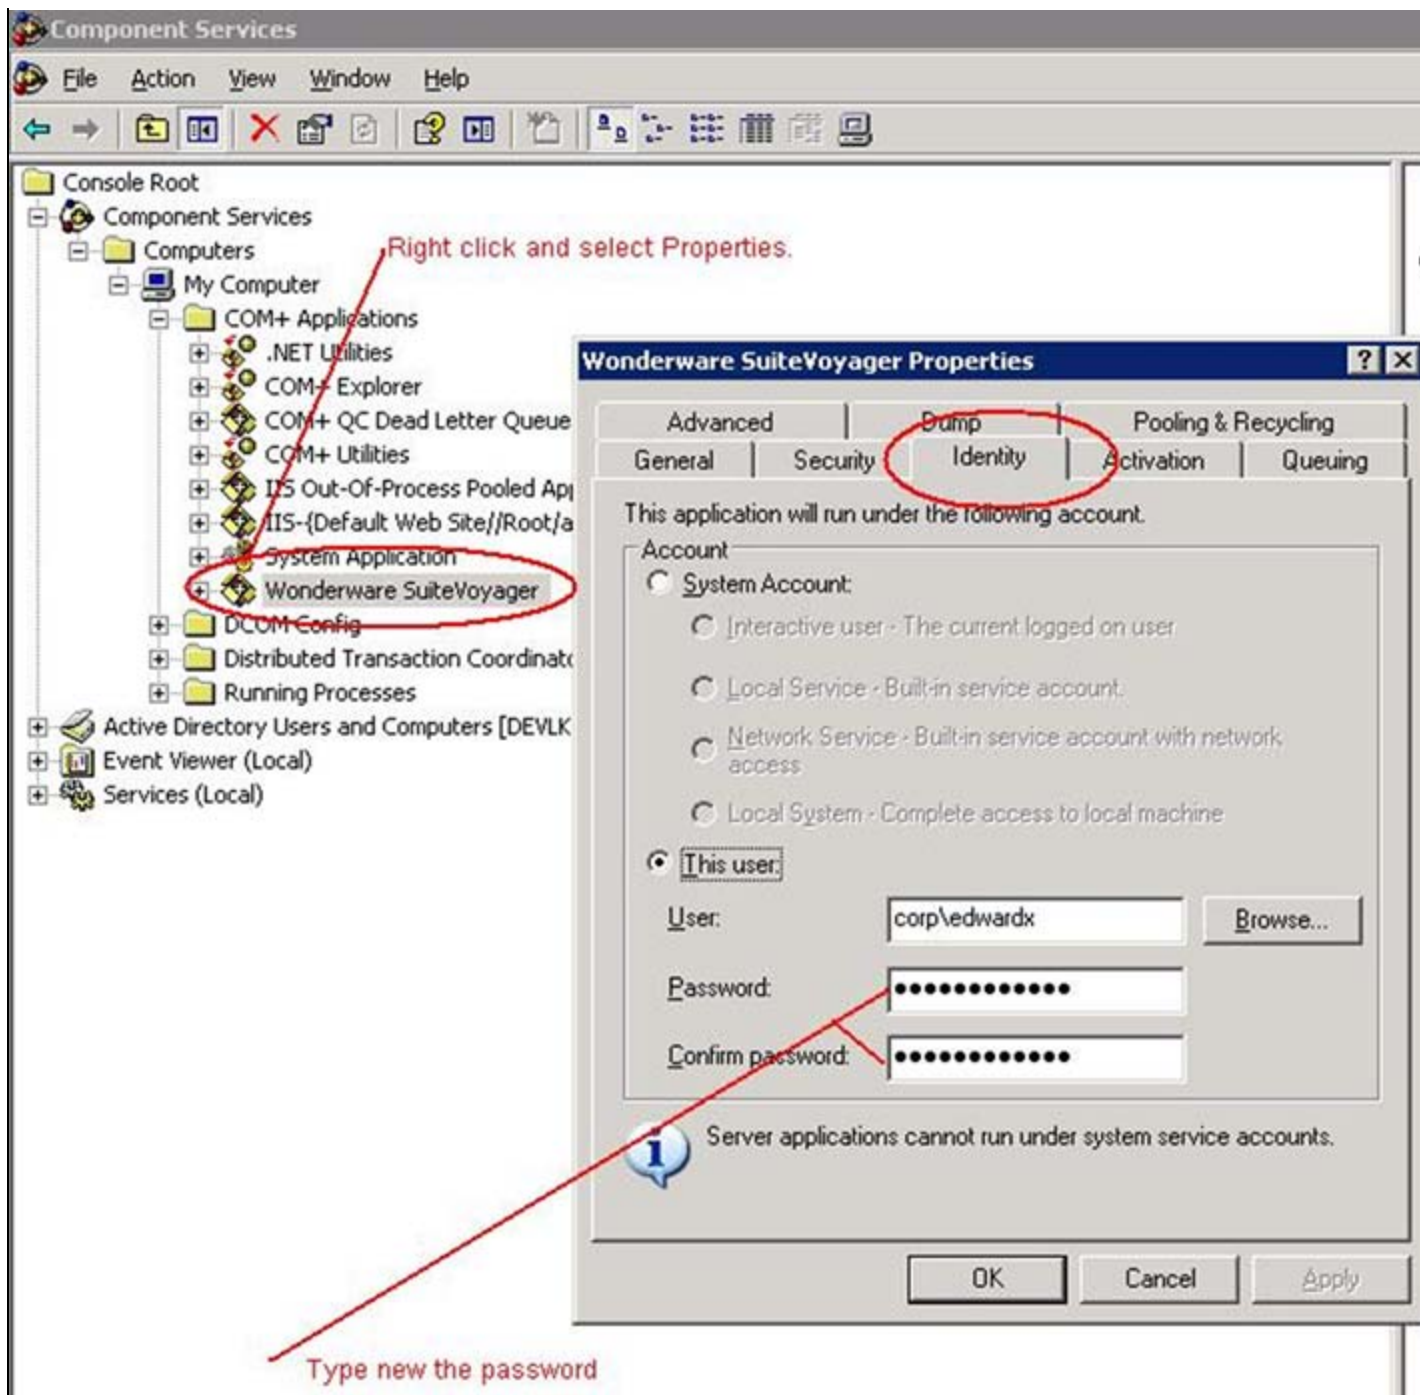 Component Services
File Action View Window Help
Console Root
Component Services
Computers
Right click and select Properties.
My Computer
COM+ Applications
.NET Utilities
COM+ Explorer
COM+ QC Dead Letter Queue
COM+ Utilities
IIS Out-Of-Process Pooled App
IIS-{Default Web Site//Root/a
System Application
Wonderware SuiteVoyager
DCOM Config
Distributed Transaction Coordinato
Running Processes
Active Directory Users and Computers [DEVLK
Event Viewer (Local)
Services (Local)
Wonderware SuiteVoyager Properties
Advanced Dump Pooling & Recycling
General Security Identity Activation Queuing
This application will run under the following account.
Account
System Account:
Interactive user - The current logged on user
Local Service - Built-in service account.
Network Service - Built-in service account with network
access
Local System - Complete access to local machine
This user:
User: corp\edwardx Browse...
Password: ●●●●●●●●●●●●
Confirm password: ●●●●●●●●●●●●
Server applications cannot run under system service accounts.
OK Cancel Apply
Type new the password